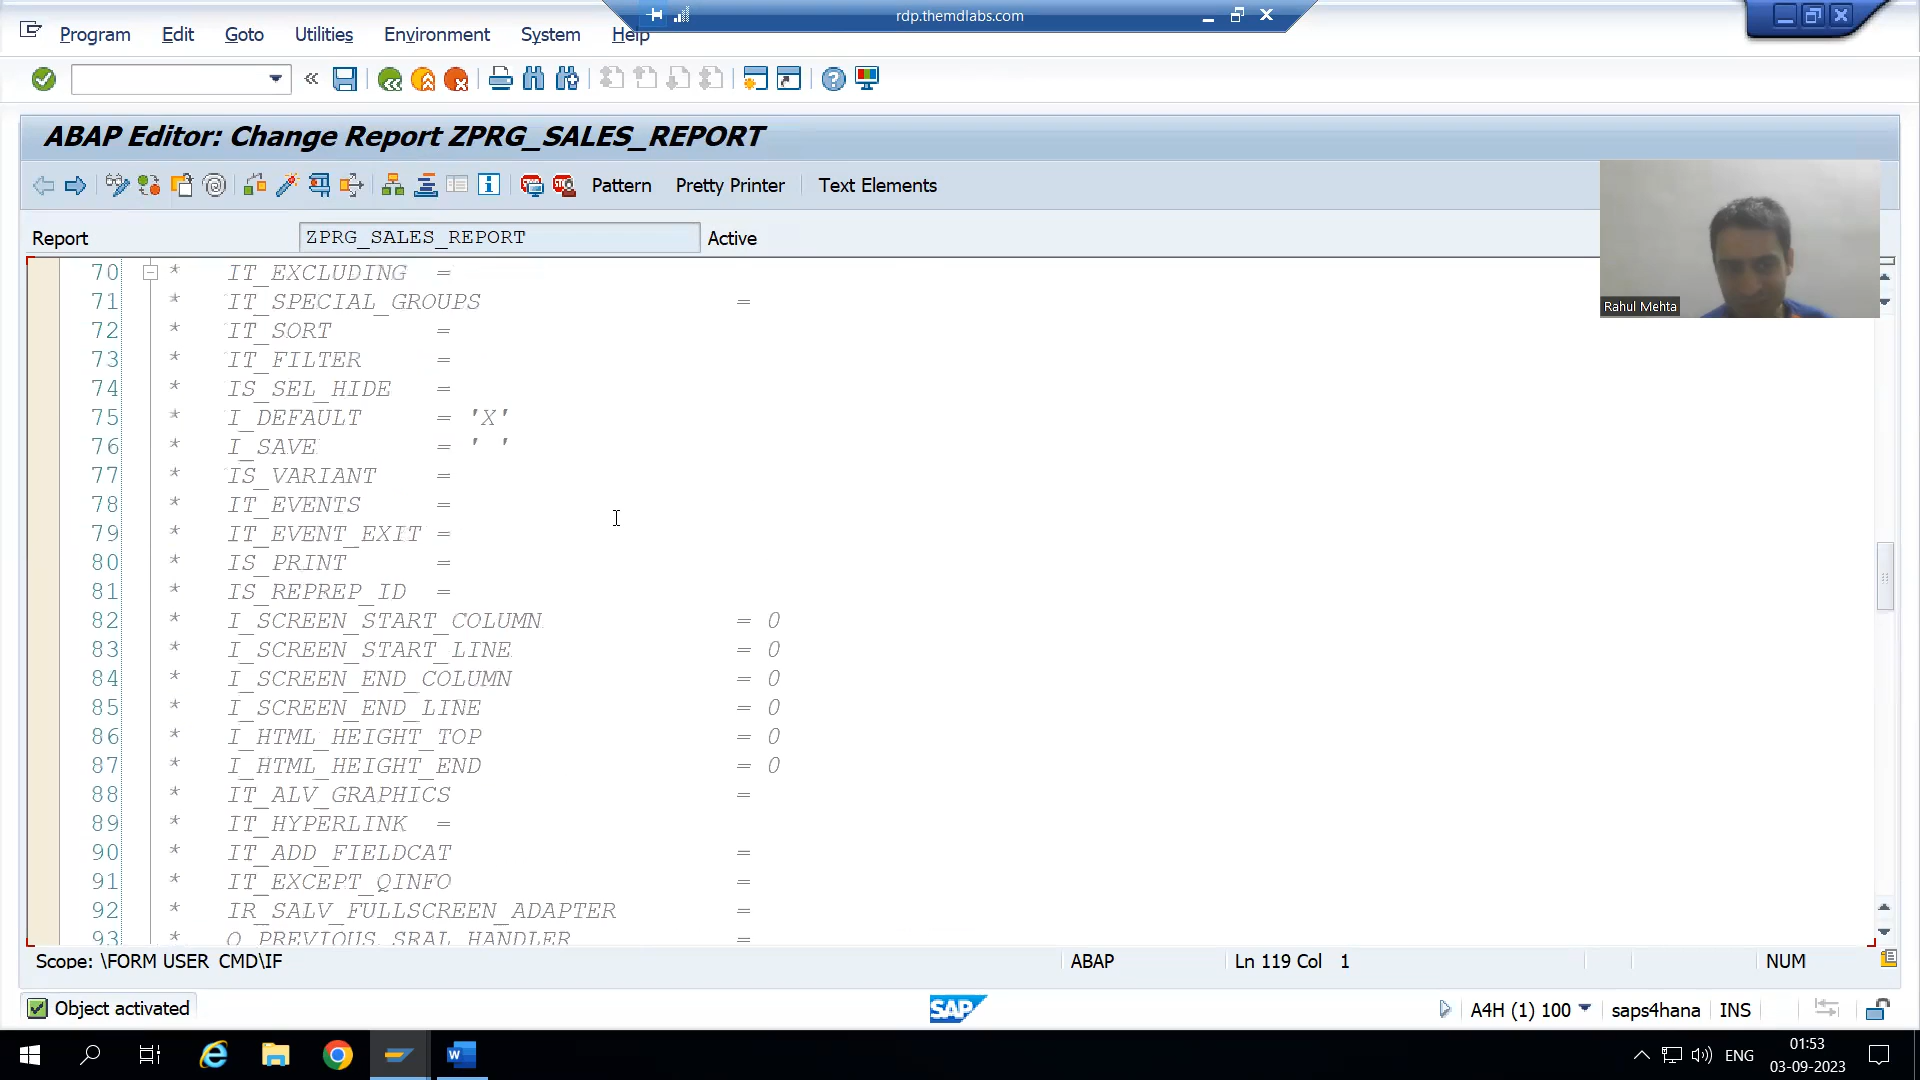 rdp.themdlabs.com
Program Edit Goto Utilities Environment System Help
ABAP Editor: Change Report ZPRG_SALES_REPORT
Pattern Pretty Printer Text Elements
Report ZPRG_SALES_REPORT Active
Rahul Mehta
70 * IT_EXCLUDING =
71 * IT_SPECIAL_GROUPS =
72 * IT_SORT =
73 * IT_FILTER =
74 * IS_SEL_HIDE =
75 * I_DEFAULT = 'X'
76 * I_SAVE = ' '
77 * IS_VARIANT =
78 * IT_EVENTS =
79 * IT_EVENT_EXIT =
80 * IS_PRINT =
81 * IS_REPREP_ID =
82 * I_SCREEN_START_COLUMN = 0
83 * I_SCREEN_START_LINE = 0
84 * I_SCREEN_END_COLUMN = 0
85 * I_SCREEN_END_LINE = 0
86 * I_HTML_HEIGHT_TOP = 0
87 * I_HTML_HEIGHT_END = 0
88 * IT_ALV_GRAPHICS =
89 * IT_HYPERLINK =
90 * IT_ADD_FIELDCAT =
91 * IT_EXCEPT_QINFO =
92 * IR_SALV_FULLSCREEN_ADAPTER =
93 * O_PREVIOUS_SRAL_HANDLER =
Scope: \FORM USER_CMD\IF ABAP Ln 119 Col 1 NUM
Object activated SAP A4H (1) 100 saps4hana INS
ENG 01:53
03-09-2023